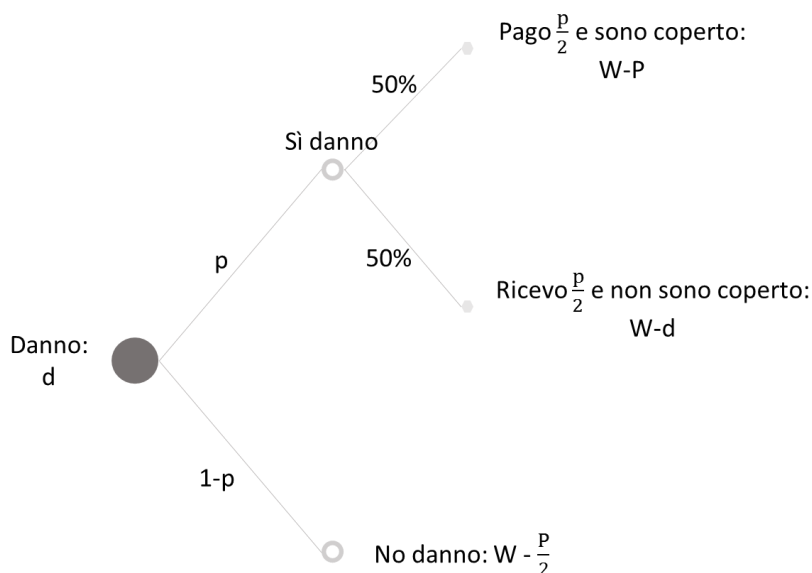 Pago p/2 e sono coperto:
W-P
50%
Sì danno
p
50%
Ricevo p/2 e non sono coperto:
W-d
Danno:
d
1-p
No danno: W - P/2